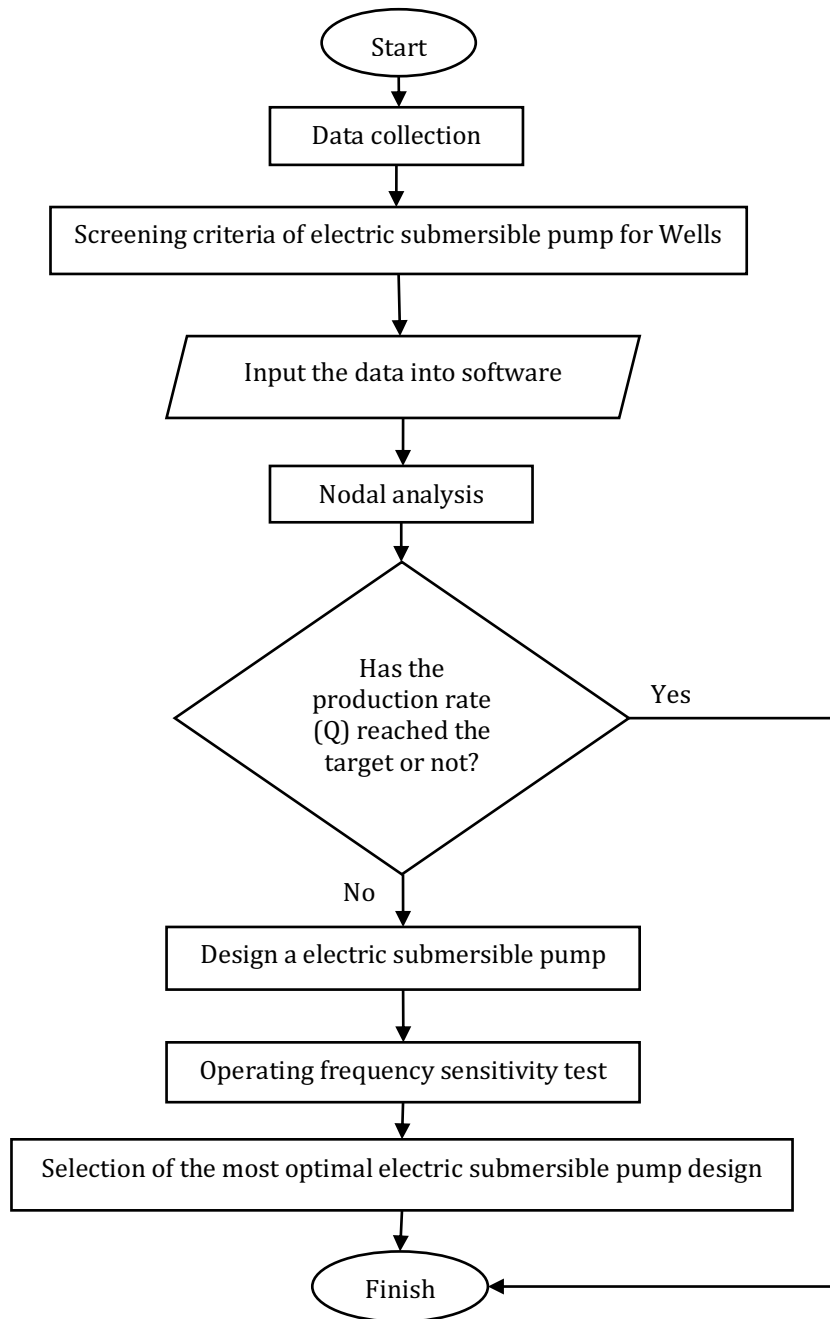 Start
Data collection
Screening criteria of electric submersible pump for Wells
Input the data into software
Nodal analysis
Has the
production rate
(Q) reached the
target or not?
Yes
No
Design a electric submersible pump
Operating frequency sensitivity test
Selection of the most optimal electric submersible pump design
Finish